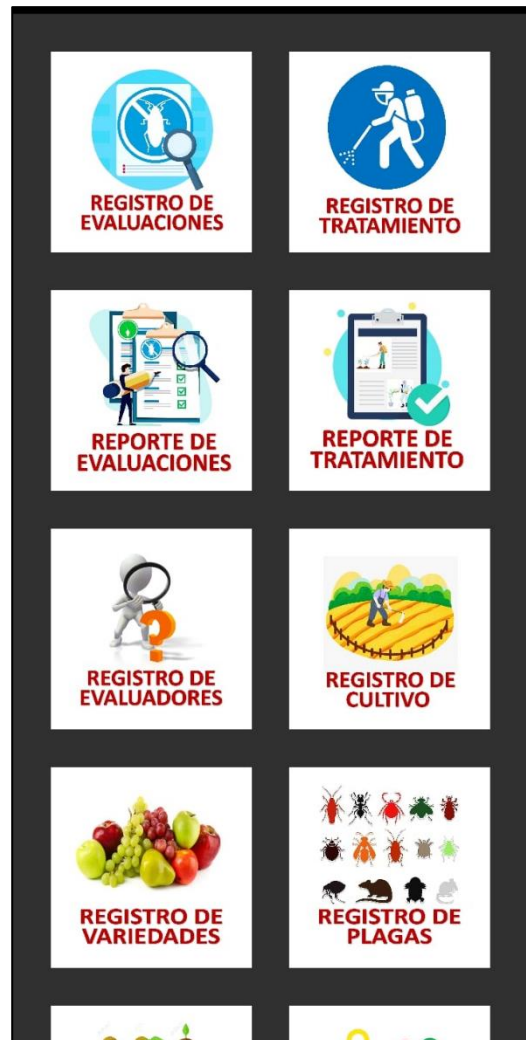 REGISTRO DE
EVALUACIONES
REGISTRO DE
TRATAMIENTO
REPORTE DE
EVALUACIONES
REPORTE DE
TRATAMIENTO
REGISTRO DE
EVALUADORES
REGISTRO DE
CULTIVO
REGISTRO DE
VARIEDADES
REGISTRO DE
PLAGAS